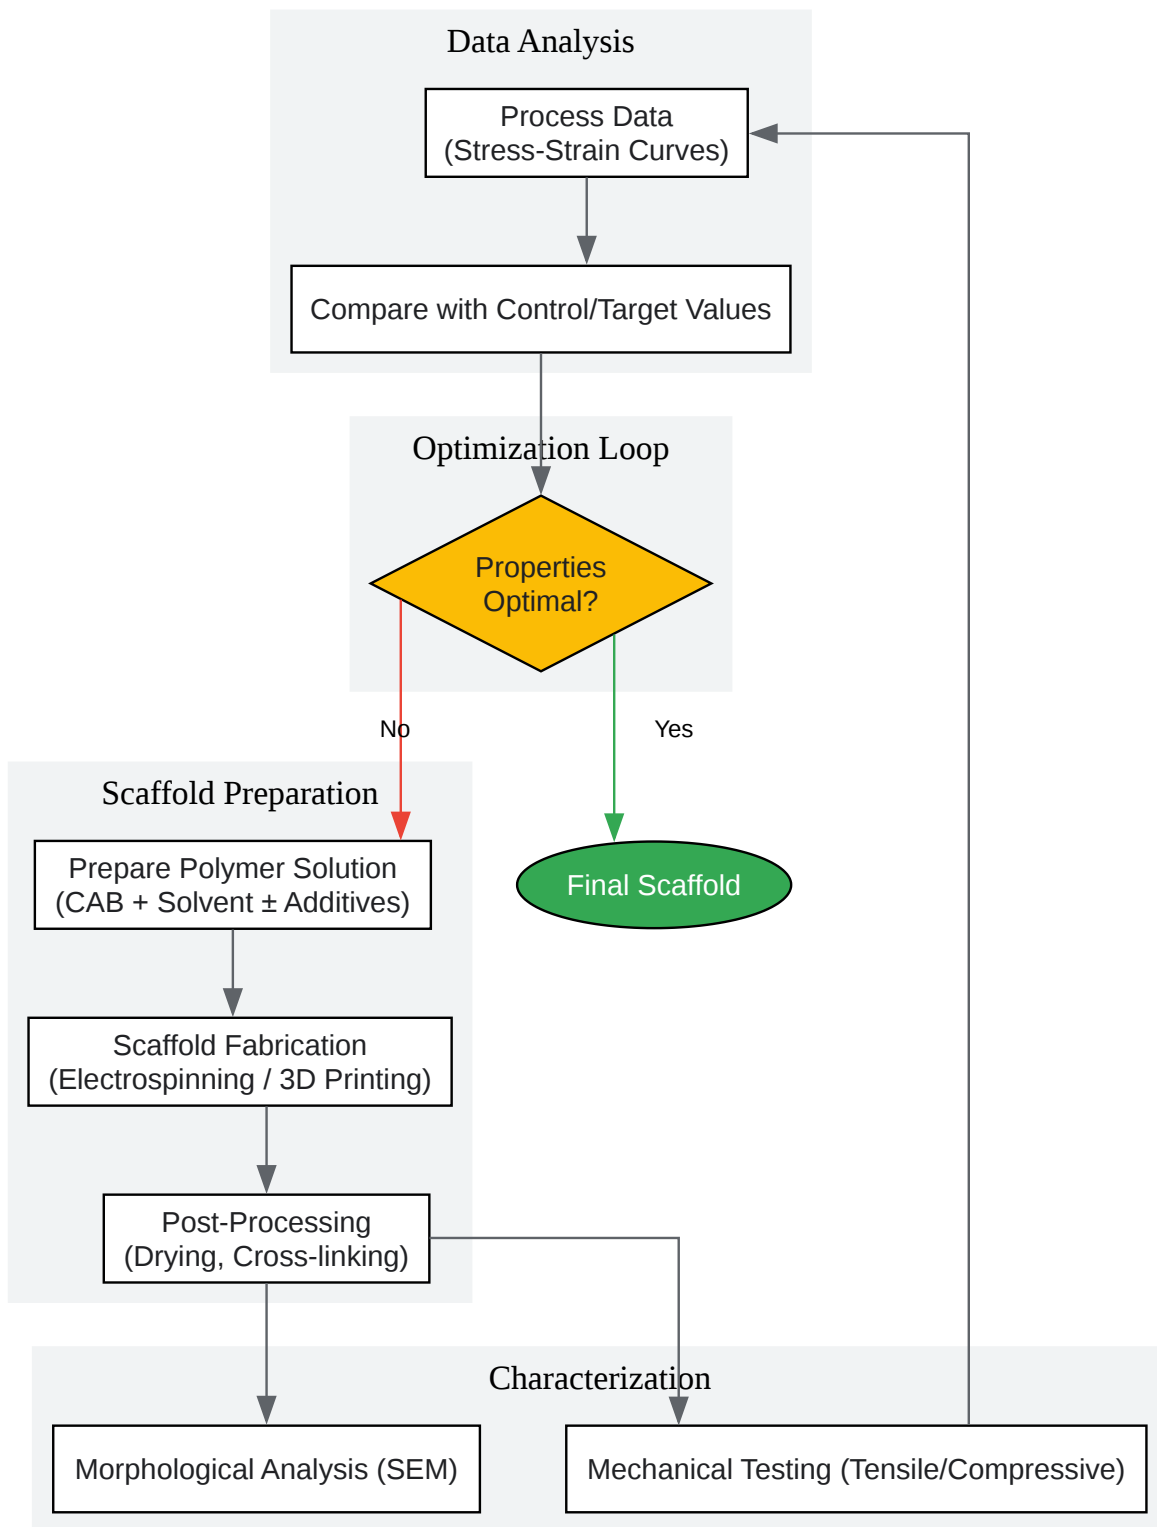 Data Analysis
Process Data
(Stress-Strain Curves)
Compare with Control/Target Values
Optimization Loop
Properties
Optimal?
No
Yes
Scaffold Preparation
Prepare Polymer Solution
(CAB + Solvent ± Additives)
Final Scaffold
Scaffold Fabrication
(Electrospinning / 3D Printing)
Post-Processing
(Drying, Cross-linking)
Characterization
Morphological Analysis (SEM)
Mechanical Testing (Tensile/Compressive)